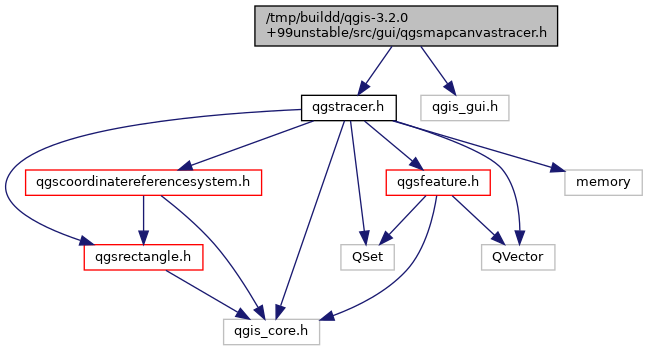 /tmp/buildd/qgis-3.2.0
+99unstable/src/gui/qgsmapcanvastracer.h
qgstracer.h
qgis_gui.h
qgscoordinatereferencesystem.h
qgsfeature.h
memory
qgsrectangle.h
QSet
QVector
qgis_core.h